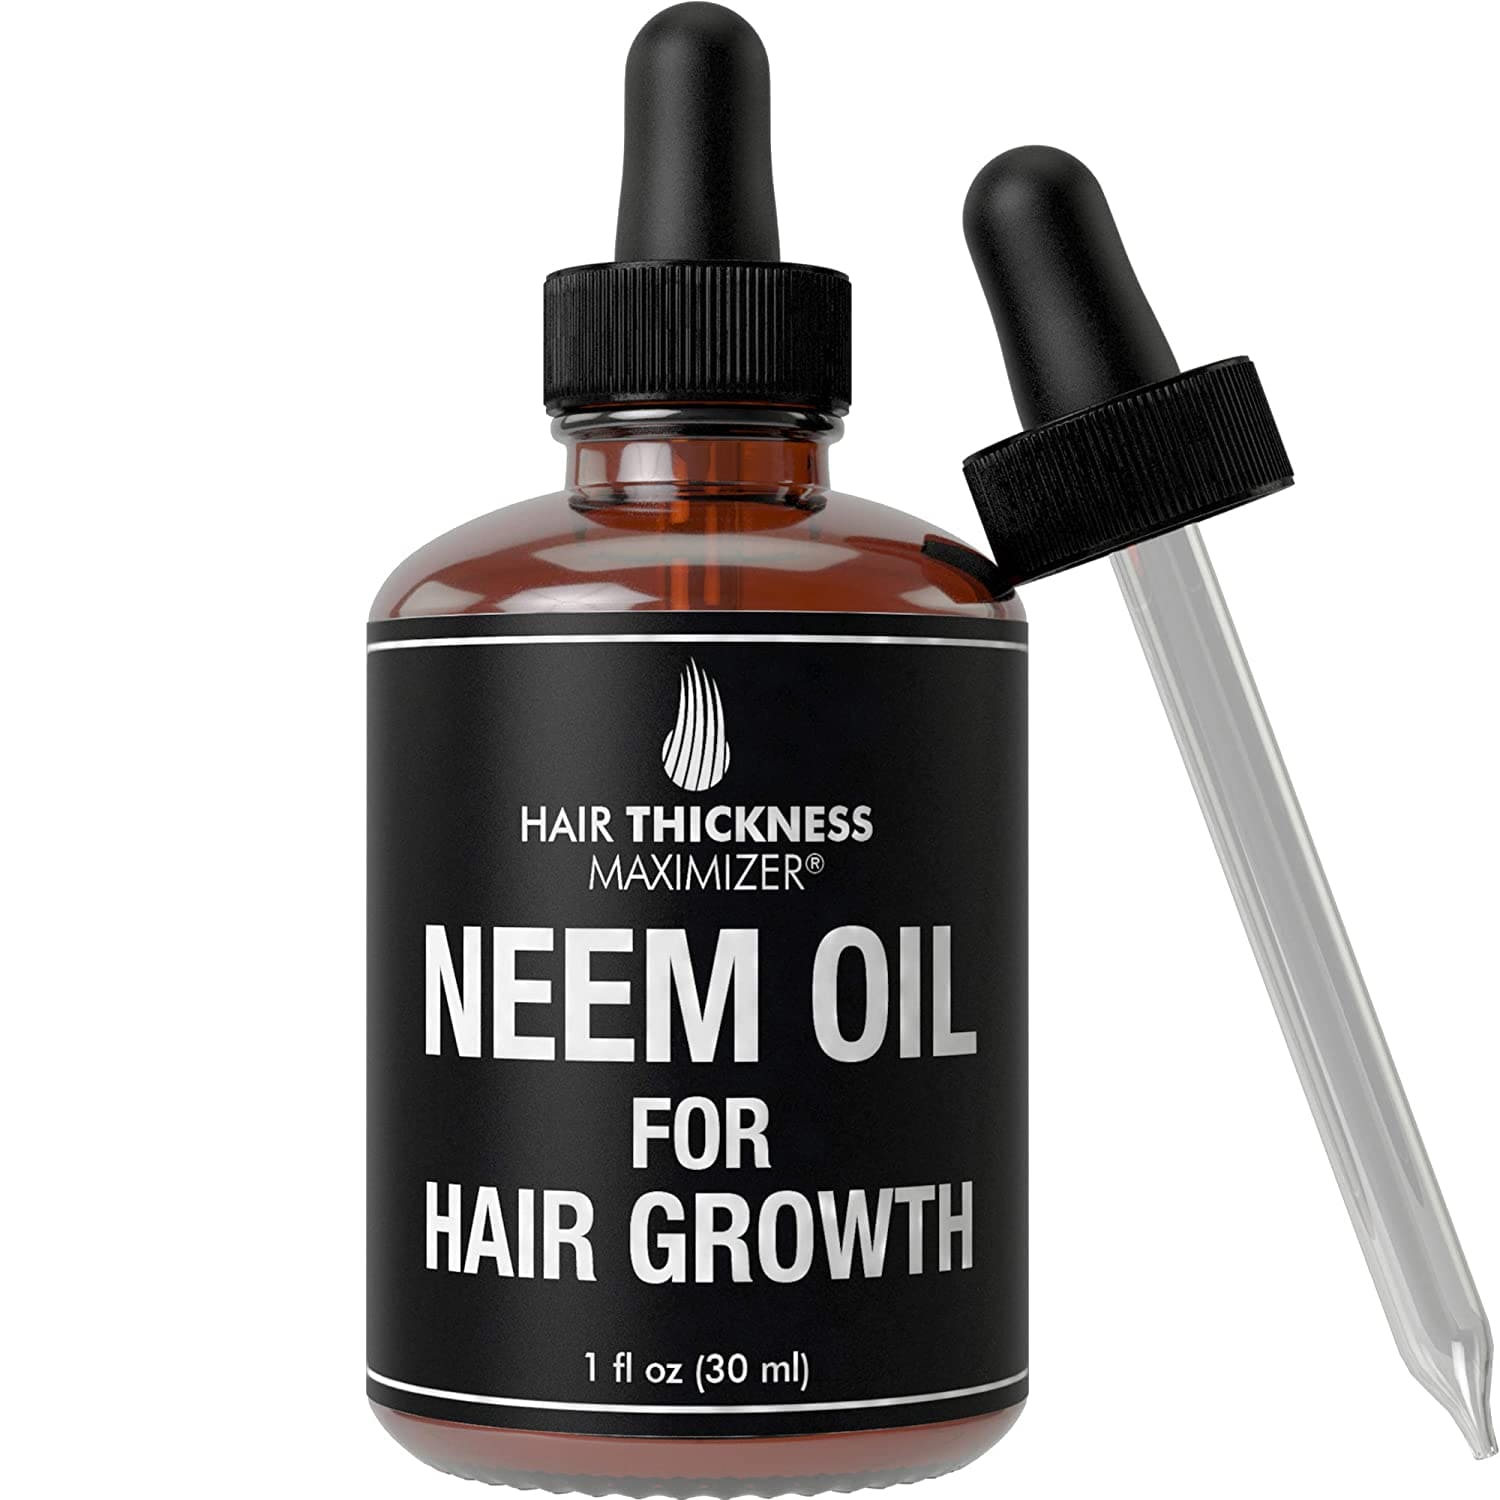 HAIR THICKNESS
MAXIMIZER®
NEEM OIL
FOR
HAIR GROWTH
1 fl oz (30 ml)